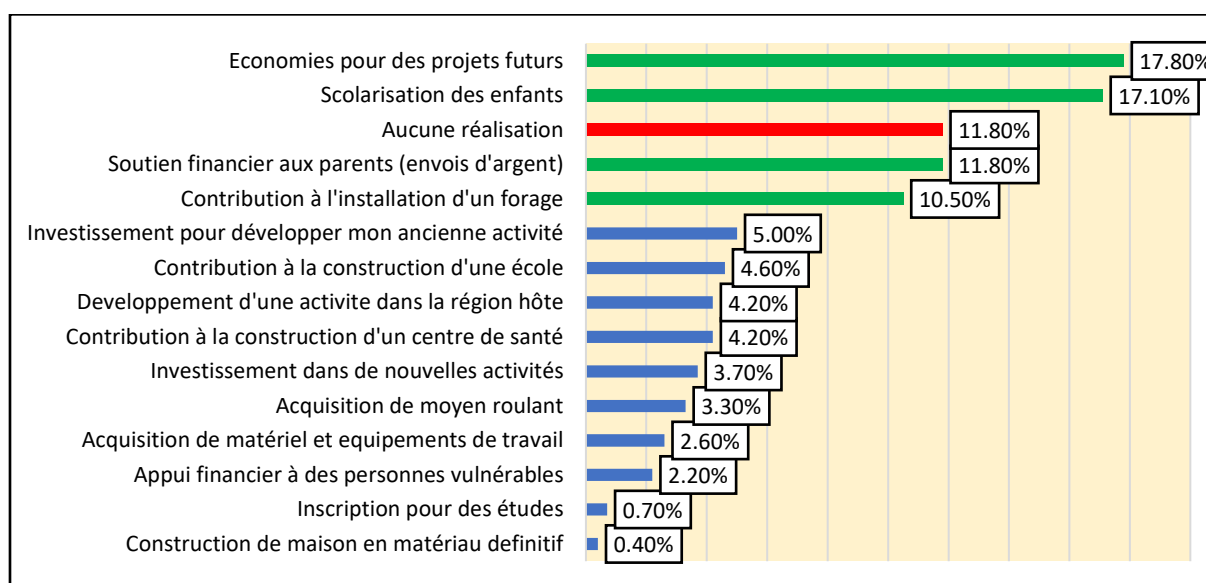 Economies pour des projets futurs 17.80%
Scolarisation des enfants 17.10%
Aucune réalisation 11.80%
Soutien financier aux parents (envois d'argent) 11.80%
Contribution à l'installation d'un forage 10.50%
Investissement pour développer mon ancienne activité 5.00%
Contribution à la construction d'une école 4.60%
Developpement d'une activite dans la région hôte 4.20%
Contribution à la construction d'un centre de santé 4.20%
Investissement dans de nouvelles activités 3.70%
Acquisition de moyen roulant 3.30%
Acquisition de matériel et equipements de travail 2.60%
Appui financier à des personnes vulnérables 2.20%
Inscription pour des études 0.70%
Construction de maison en matériau definitif 0.40%